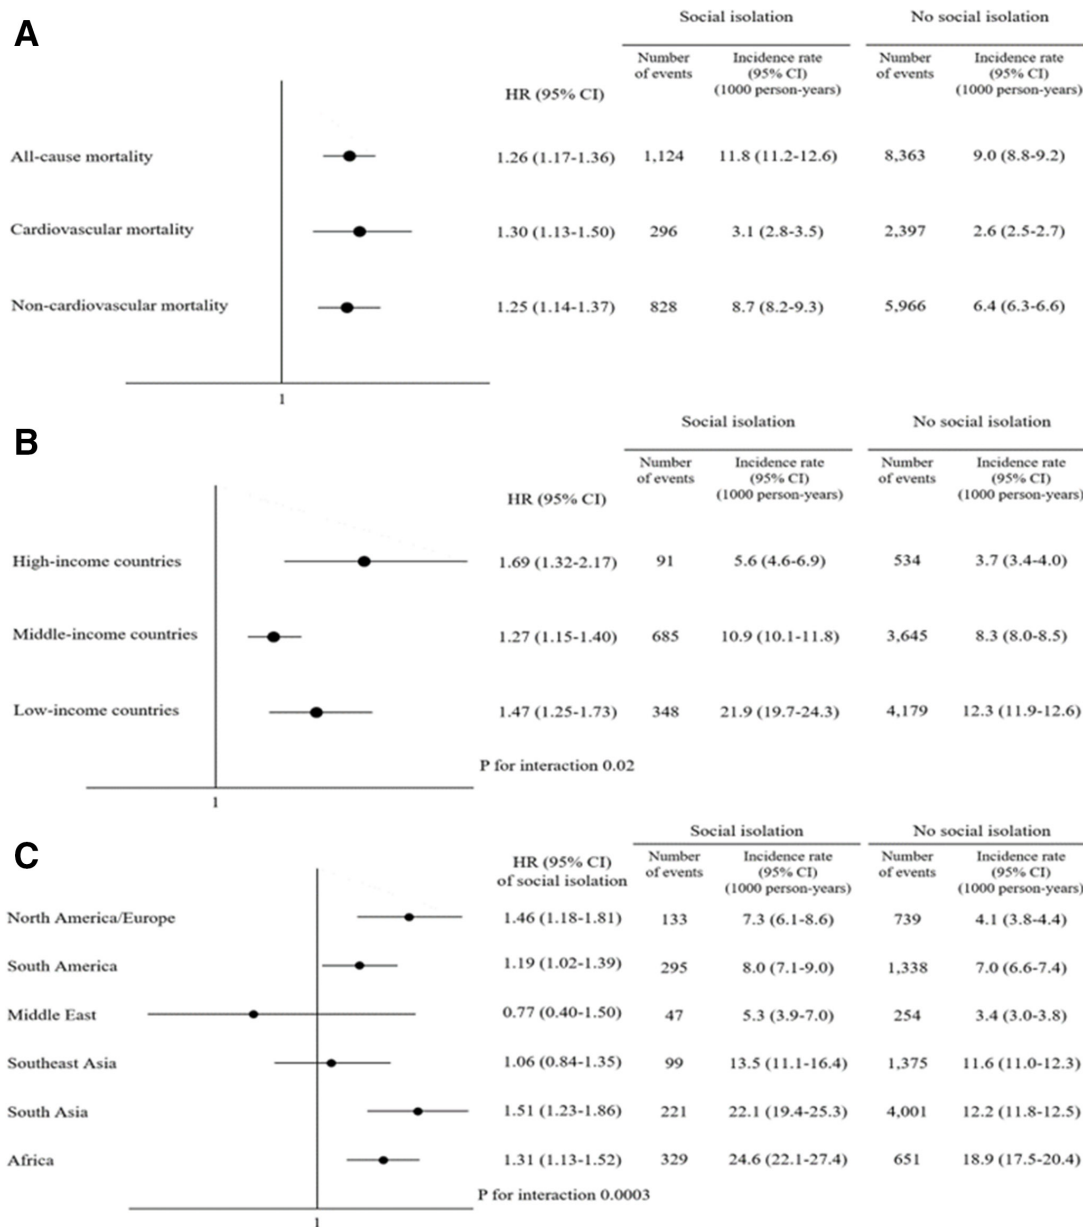 A
Social isolation No social isolation
HR (95% CI) Number of events Incidence rate (95% CI) (1000 person-years) Number of events Incidence rate (95% CI) (1000 person-years)
All-cause mortality 1.26 (1.17-1.36) 1,124 11.8 (11.2-12.6) 8,363 9.0 (8.8-9.2)
Cardiovascular mortality 1.30 (1.13-1.50) 296 3.1 (2.8-3.5) 2,397 2.6 (2.5-2.7)
Non-cardiovascular mortality 1.25 (1.14-1.37) 828 8.7 (8.2-9.3) 5,966 6.4 (6.3-6.6)
1
B
Social isolation No social isolation
HR (95% CI) Number of events Incidence rate (95% CI) (1000 person-years) Number of events Incidence rate (95% CI) (1000 person-years)
High-income countries 1.69 (1.32-2.17) 91 5.6 (4.6-6.9) 534 3.7 (3.4-4.0)
Middle-income countries 1.27 (1.15-1.40) 685 10.9 (10.1-11.8) 3,645 8.3 (8.0-8.5)
Low-income countries 1.47 (1.25-1.73) 348 21.9 (19.7-24.3) 4,179 12.3 (11.9-12.6)
P for interaction 0.02
1
C
Social isolation No social isolation
HR (95% CI) of social isolation Number of events Incidence rate (95% CI) (1000 person-years) Number of events Incidence rate (95% CI) (1000 person-years)
North America/Europe 1.46 (1.18-1.81) 133 7.3 (6.1-8.6) 739 4.1 (3.8-4.4)
South America 1.19 (1.02-1.39) 295 8.0 (7.1-9.0) 1,338 7.0 (6.6-7.4)
Middle East 0.77 (0.40-1.50) 47 5.3 (3.9-7.0) 254 3.4 (3.0-3.8)
Southeast Asia 1.06 (0.84-1.35) 99 13.5 (11.1-16.4) 1,375 11.6 (11.0-12.3)
South Asia 1.51 (1.23-1.86) 221 22.1 (19.4-25.3) 4,001 12.2 (11.8-12.5)
Africa 1.31 (1.13-1.52) 329 24.6 (22.1-27.4) 651 18.9 (17.5-20.4)
P for interaction 0.0003
1